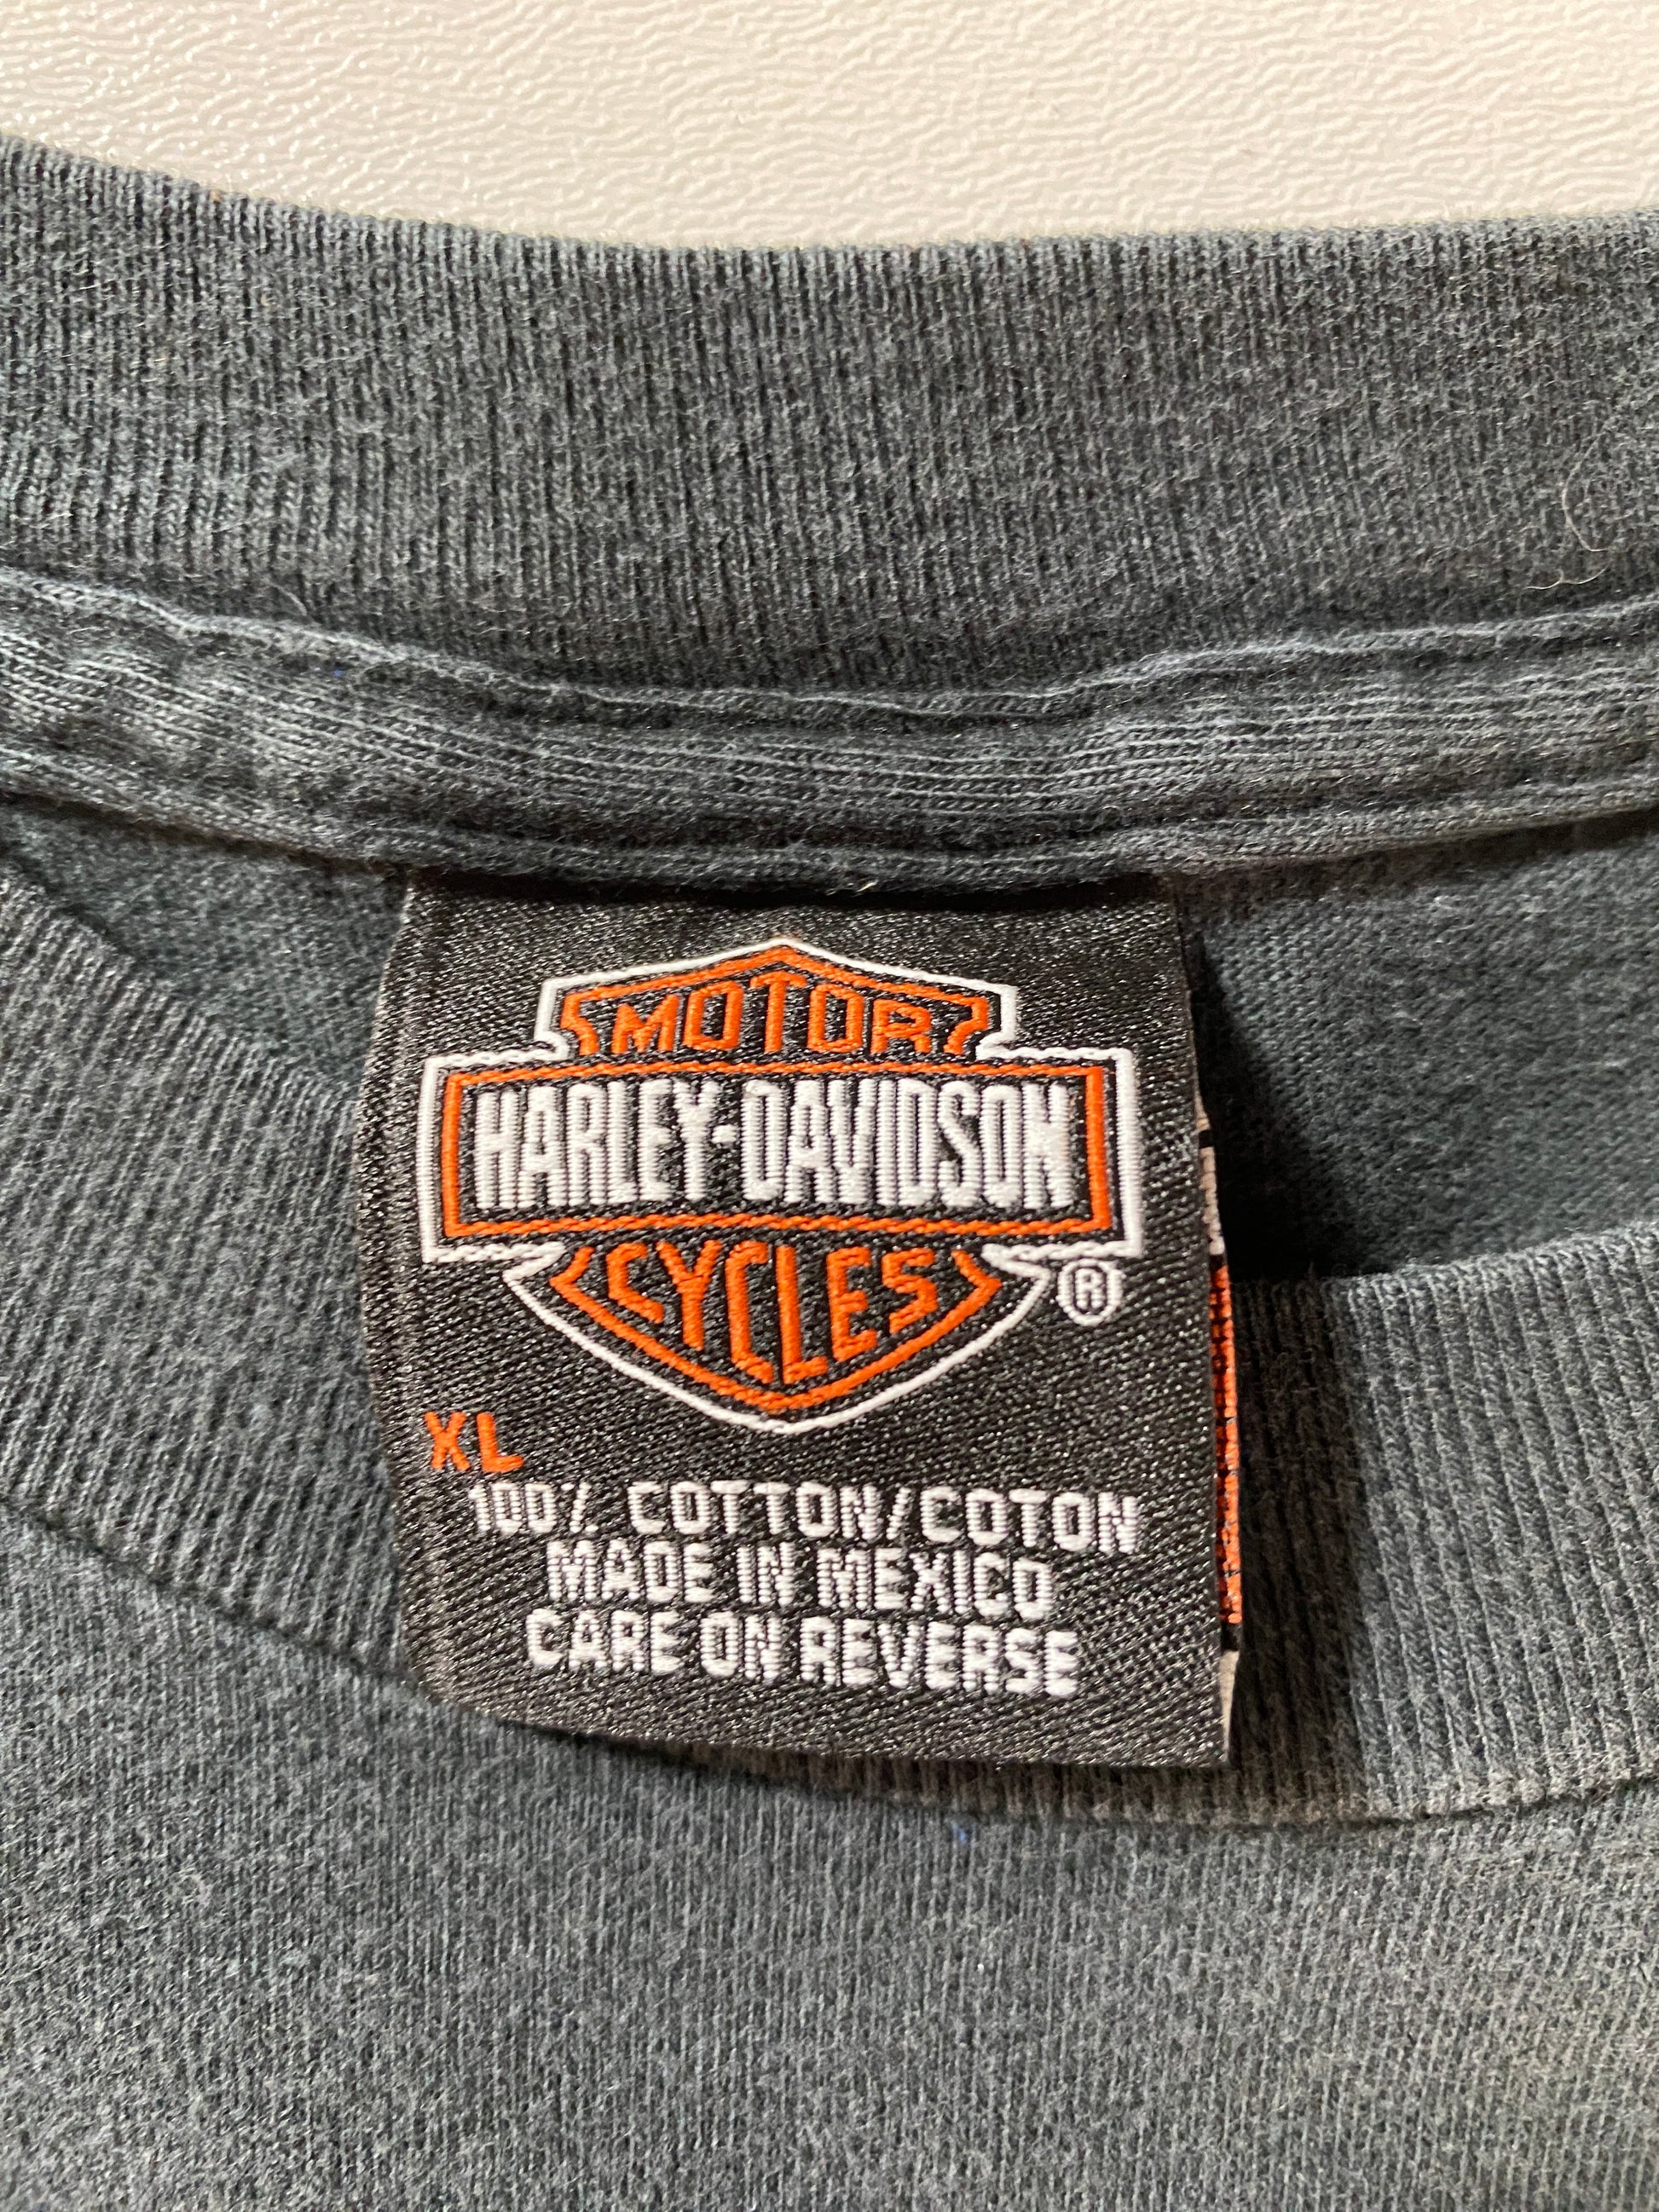 MOTOR
HARLEY-DAVIDSON
CYCLES
®
XL
100% COTTON/COTON
MADE IN MEXICO
CARE ON REVERSE